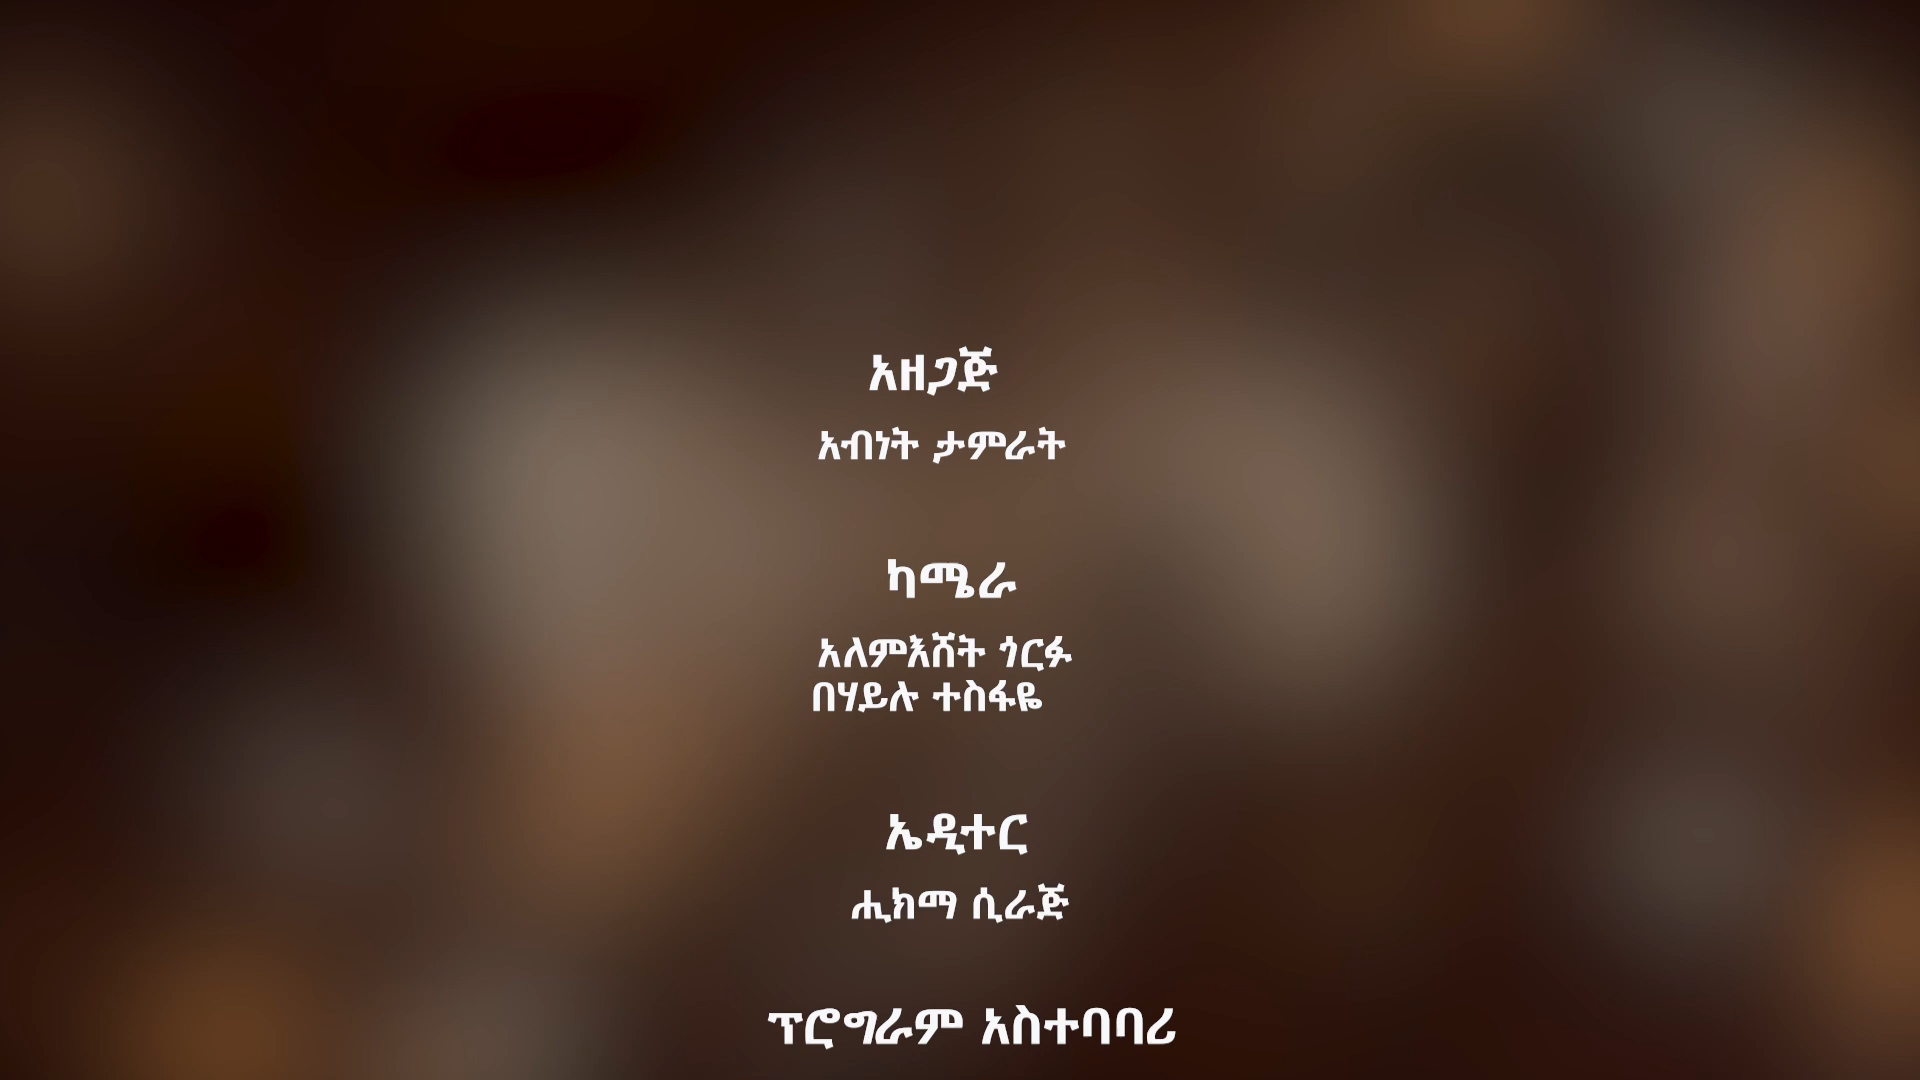 አዘጋጅ
አብነት ታምራት
ካሜራ
አለምእሸት ጎርፉ
በሃይሉ ተስፋዬ
ኤዲተር
ሒክማ ሲራጅ
ፕሮግራም አስተባባሪ